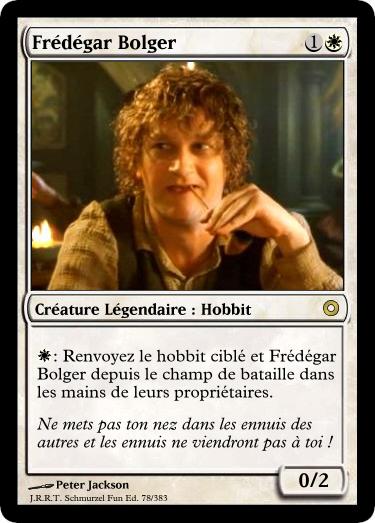 Frédégar Bolger 1
Créature Légendaire : Hobbit
: Renvoyez le hobbit ciblé et Frédégar
Bolger depuis le champ de bataille dans
les mains de leurs propriétaires.
Ne mets pas ton nez dans les ennuis des
autres et les ennuis ne viendront pas à toi !
Peter Jackson
0/2
J.R.R.T. Schmurzel Fun Ed. 78/383